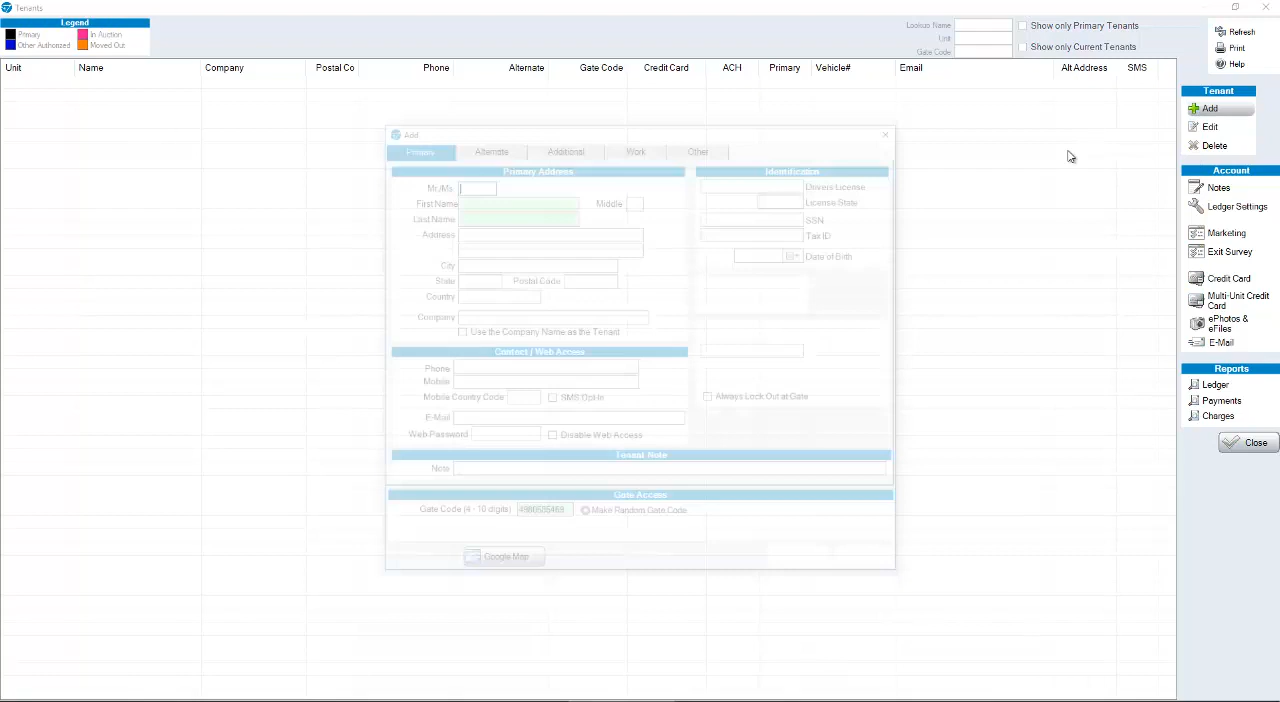 Tenants
Legend
Primary In Auction
Other Authorized Moved Out
Lookup Name
Unit
Gate Code
Show only Primary Tenants
Show only Current Tenants
Refresh
Print
Help
Unit Name Company Postal Co Phone Alternate Gate Code Credit Card ACH Primary Vehicle# Email Alt Address SMS
Tenant
Add
Edit
Delete
Account
Notes
Ledger Settings
Marketing
Exit Survey
Credit Card
Multi-Unit Credit
Card
ePhotos &
eFiles
E-Mail
Reports
Ledger
Payments
Charges
Close
Add
Primary Alternate Additional Work Other
Primary Address
Mr./Ms.
First Name Middle
Last Name
Address
City
State Postal Code
Country
Company
Use the Company Name as the Tenant
Identification
Drivers License
License State
SSN
Tax ID
Date of Birth
Contact / Web Access
Phone
Mobile
Mobile Country Code SMS Opt-In
E-Mail
Web Password Disable Web Access
Always Lock Out at Gate
Tenant Note
Note
Gate Access
Gate Code (4 - 10 digits) Make Random Gate Code
Google Map